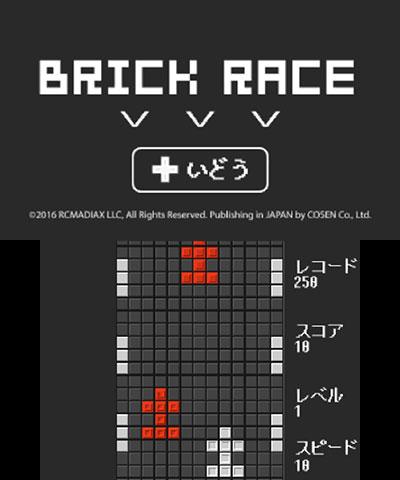 BRICK RACE
いどう
©2016 RCMADIAX LLC, All Rights Reserved. Publishing in JAPAN by COSEN Co., Ltd.
レコード
250
スコア
10
レベル
1
スピード
10